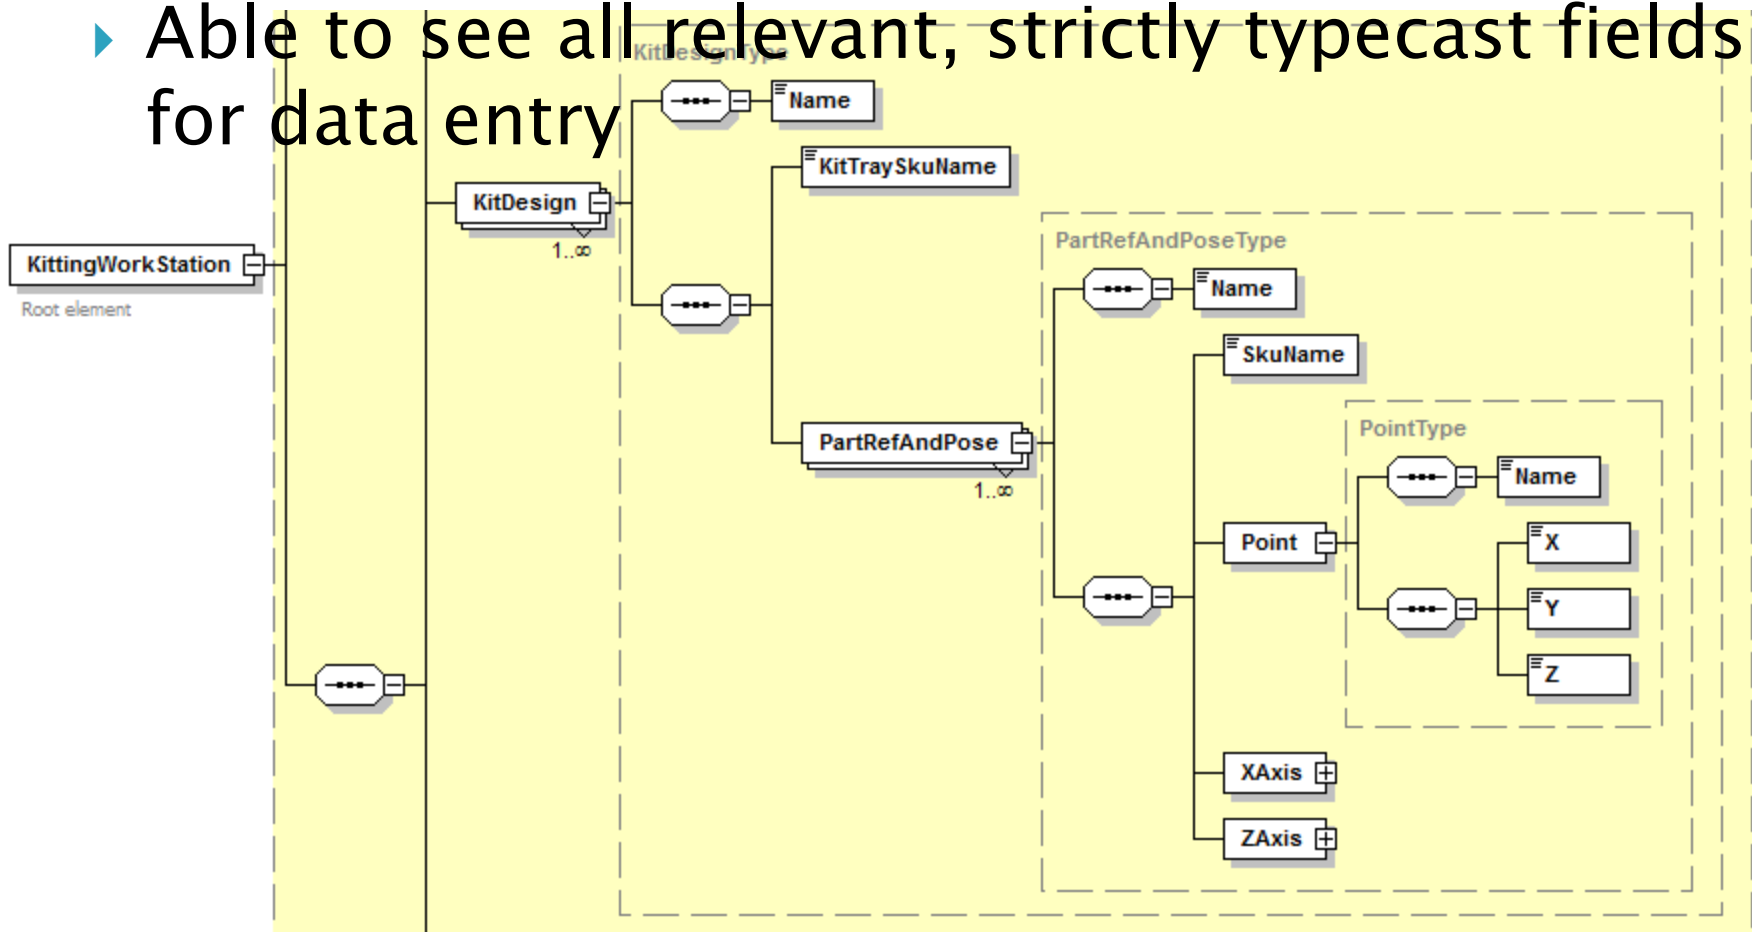 Able to see all relevant, strictly typecast fields
for data entry
KitDesignType
Name
KitTraySkuName
KitDesign
1..∞
KittingWorkStation
Root element
PartRefAndPoseType
Name
SkuName
PartRefAndPose
1..∞
PointType
Name
Point
X
Y
Z
XAxis
ZAxis